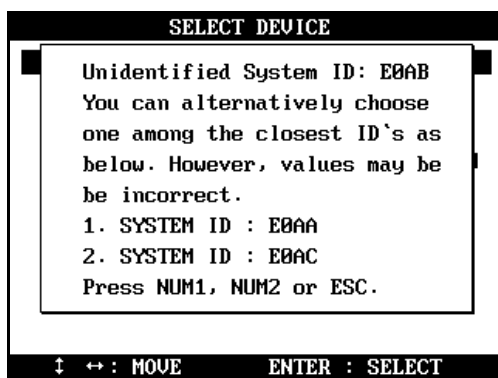 SELECT DEVICE
Unidentified System ID: E0AB
You can alternatively choose
one among the closest ID`s as
below. However, values may be
be incorrect.
1. SYSTEM ID : E0AA
2. SYSTEM ID : E0AC
Press NUM1, NUM2 or ESC.
↕ ↔: MOVE ENTER : SELECT